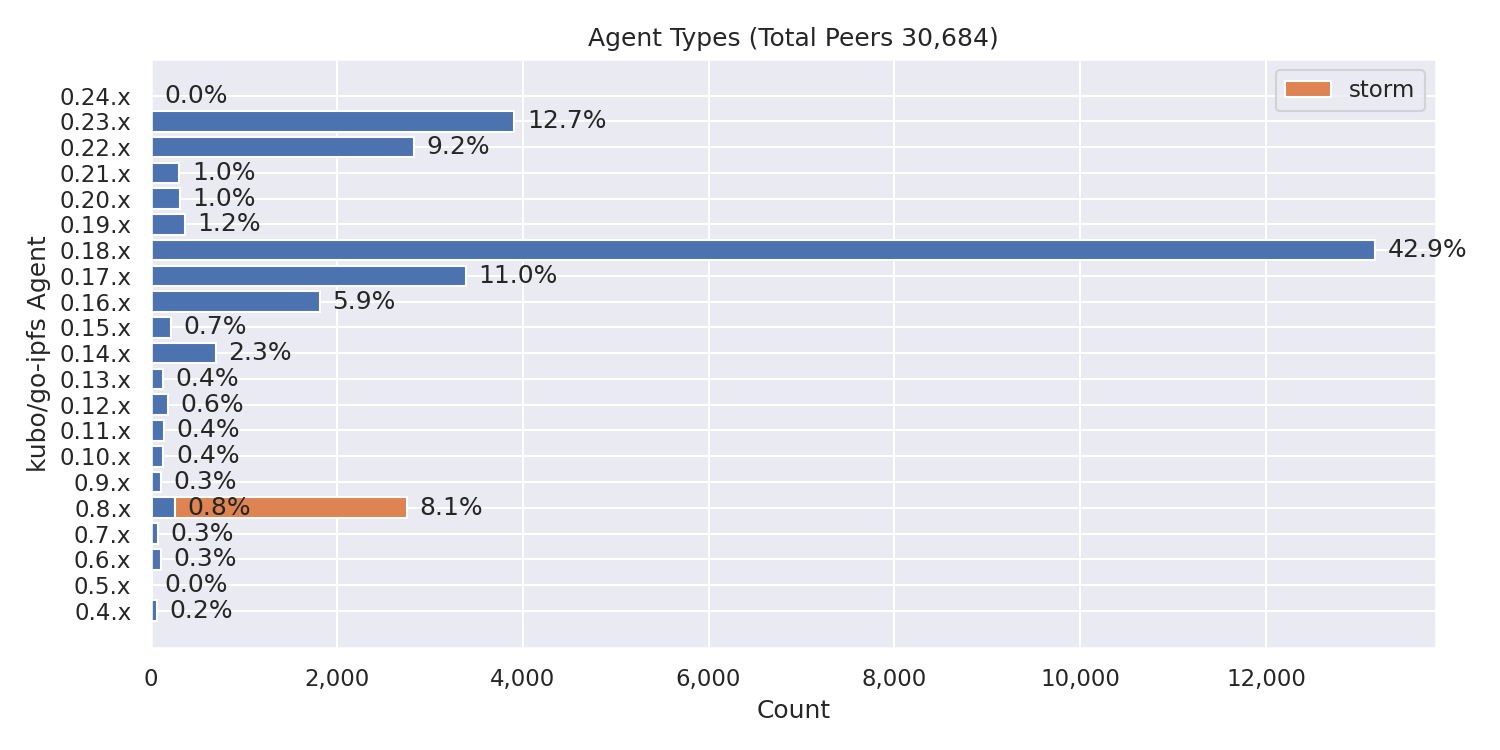 Agent Types (Total Peers 30,684)
storm
kubo/go-ipfs Agent
0.24.x 0.0%
0.23.x 12.7%
0.22.x 9.2%
0.21.x 1.0%
0.20.x 1.0%
0.19.x 1.2%
0.18.x 42.9%
0.17.x 11.0%
0.16.x 5.9%
0.15.x 0.7%
0.14.x 2.3%
0.13.x 0.4%
0.12.x 0.6%
0.11.x 0.4%
0.10.x 0.4%
0.9.x 0.3%
0.8.x 0.8% 8.1%
0.7.x 0.3%
0.6.x 0.3%
0.5.x 0.0%
0.4.x 0.2%
0 2,000 4,000 6,000 8,000 10,000 12,000
Count